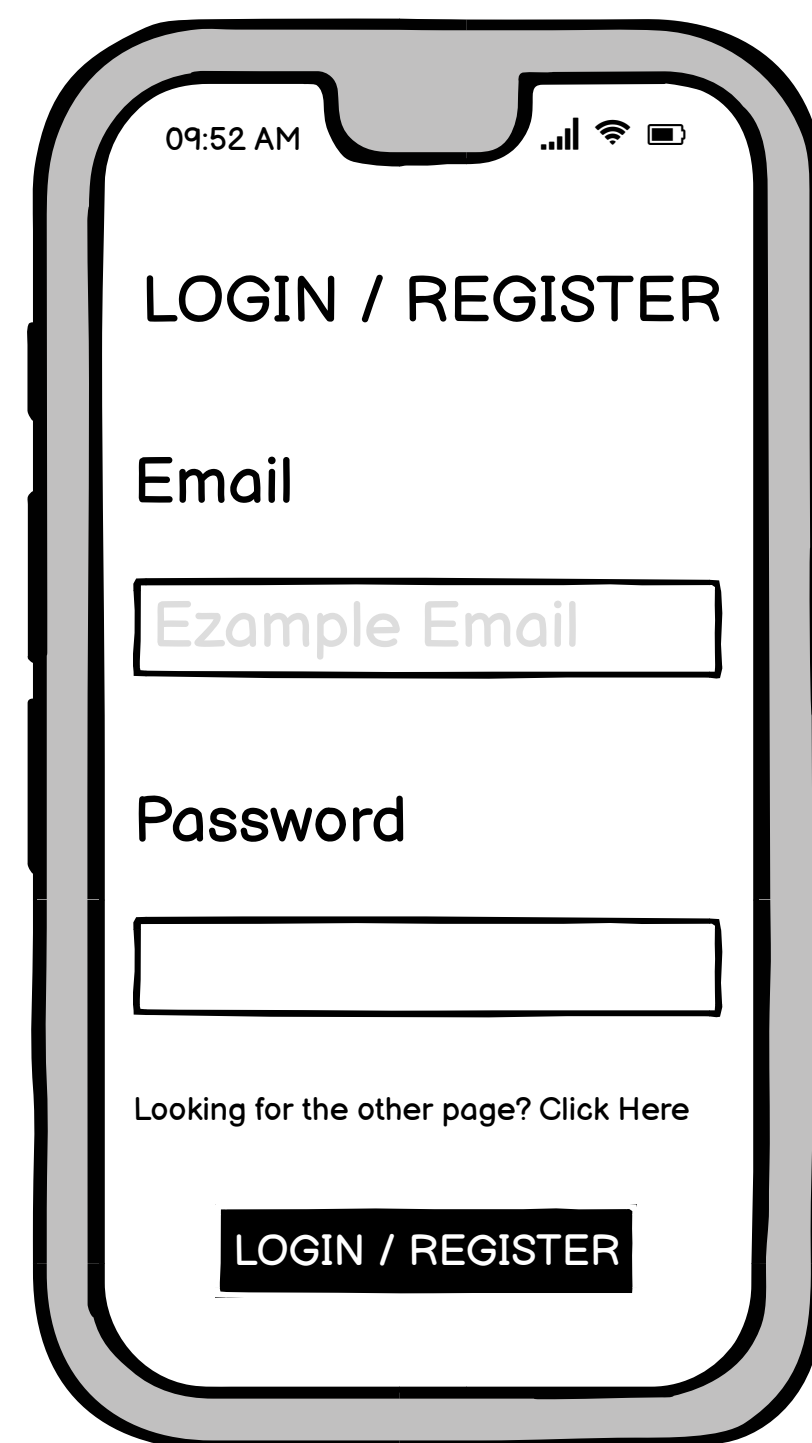 09:52 AM
LOGIN / REGISTER
Email
Ezample Email
Password
Looking for the other page? Click Here
LOGIN / REGISTER